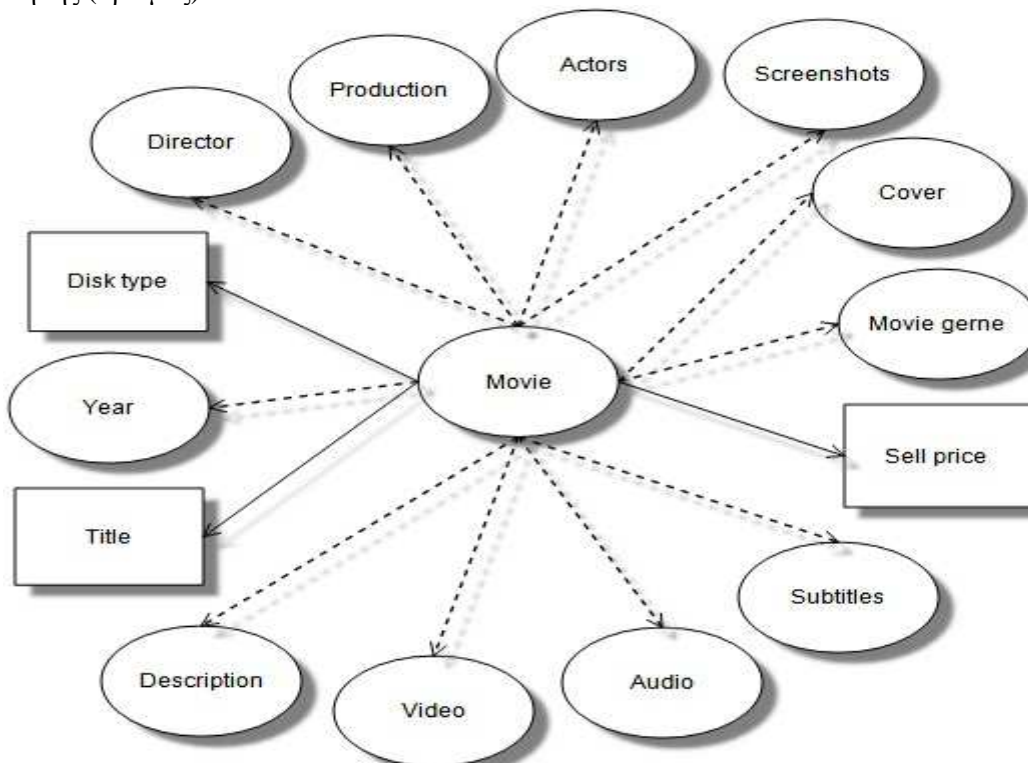 Actors
Screenshots
Production
Director
Cover
Disk type
Movie gerne
Movie
Year
Sell price
Title
Subtitles
Description
Audio
Video